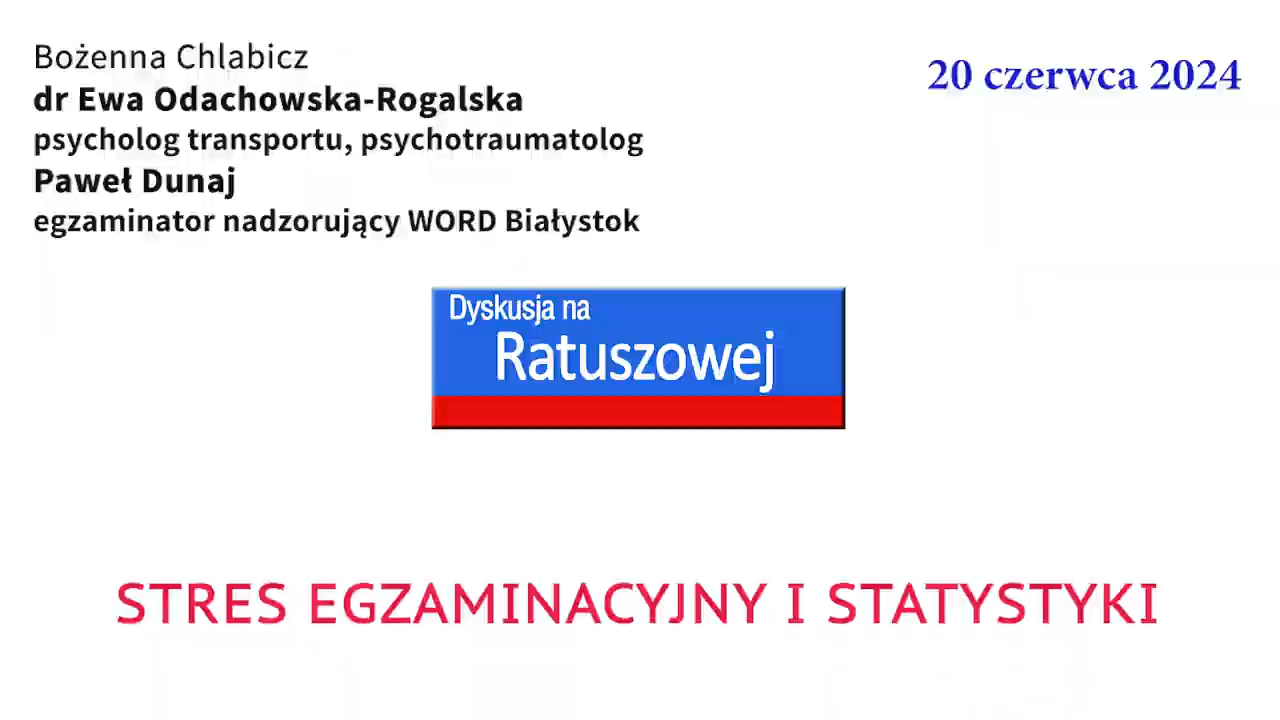 Bożenna Chlabicz
dr Ewa Odachowska-Rogalska
psycholog transportu, psychotraumatolog
Paweł Dunaj
egzaminator nadzorujący WORD Białystok
20 czerwca 2024
Dyskusja na
Ratuszowej
STRES EGZAMINACYJNY I STATYSTYKI